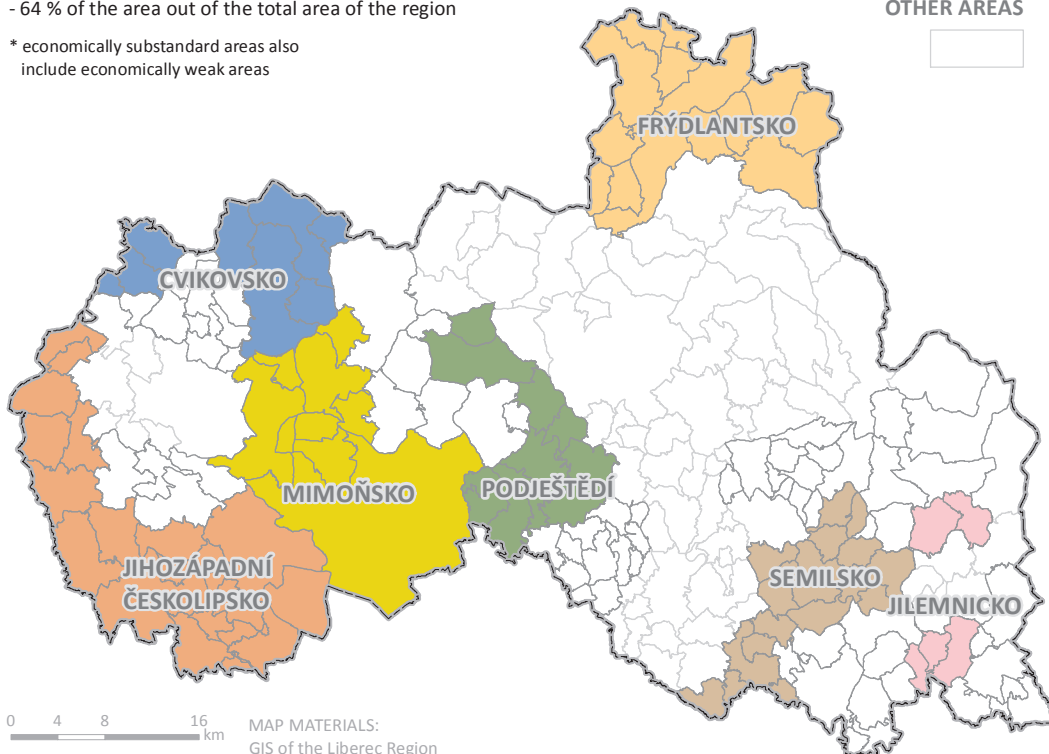 - 64 % of the area out of the total area of the region
* economically substandard areas also
include economically weak areas
OTHER AREAS
FRÝDLANTSKO
CVIKOVSKO
MIMOŇSKO
PODJEŠTĚDÍ
JIHOZÁPADNÍ
ČESKOLIPSKO
SEMILSKO
JILEMNICKO
0 4 8 16
km
MAP MATERIALS:
GIS of the Liberec Region